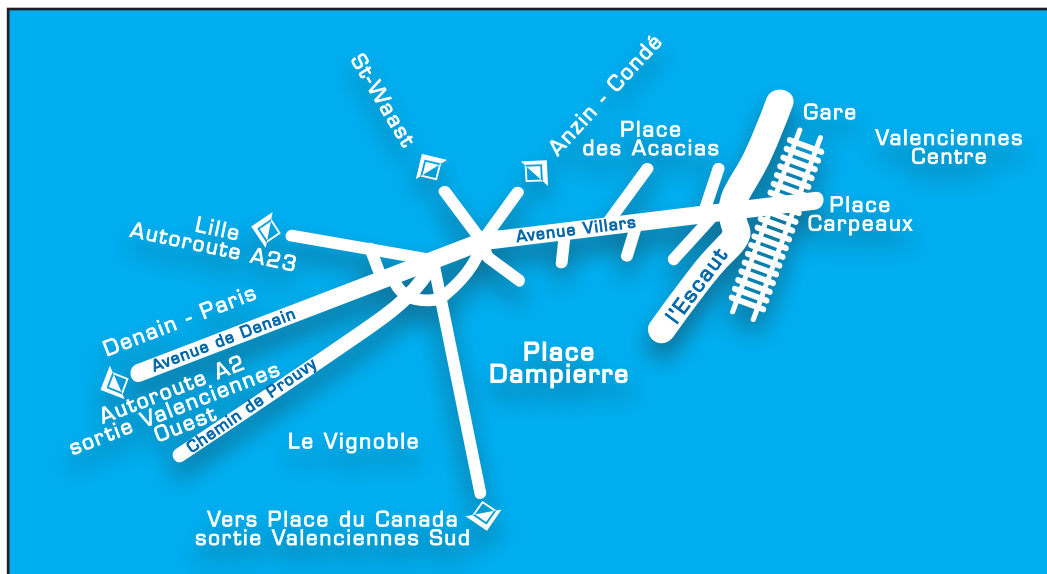 St-Waast
Anzin - Condé
Place
des Acacias
Gare
Valenciennes
Centre
Lille
Autoroute A23
Avenue Villars
Place
Carpeaux
l'Escaut
Denain - Paris
Avenue de Denain
Autoroute A2
sortie Valenciennes
Ouest
Chemin de Prouvy
Place
Dampierre
Le Vignoble
Vers Place du Canada
sortie Valenciennes Sud